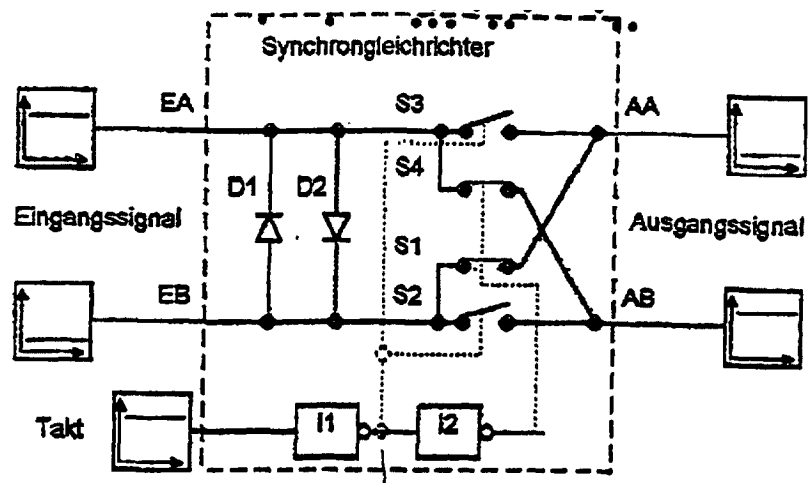 Synchrongleichrichter
EA
S3
AA
S4
D1
D2
Eingangssignal
S1
Ausgangssignal
EB
S2
AB
Takt
I1
I2